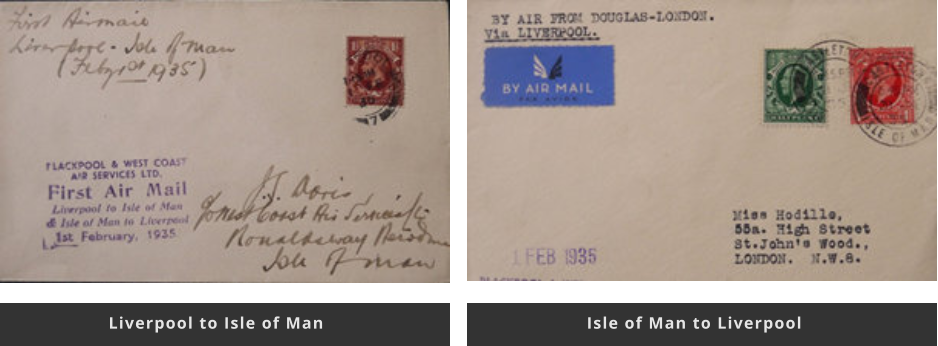 First Airmail
Liverpool - Isle of Man
(Feby 1st 1935)
BLACKPOOL & WEST COAST
AIR SERVICES LTD.
First Air Mail
Liverpool to Isle of Man
& Isle of Man to Liverpool
1st February, 1935.
J.J. Davis
c/o West Coast Air Services Ltd
Ronaldsway Aerodrome
Isle of Man
Liverpool to Isle of Man
BY AIR FROM DOUGLAS-LONDON.
Via LIVERPOOL.
BY AIR MAIL
PAR AVION
ISLE OF MAN
Miss Hodille,
55a. High Street
St.John's Wood.,
LONDON. N.W.8.
1 FEB 1935
Isle of Man to Liverpool